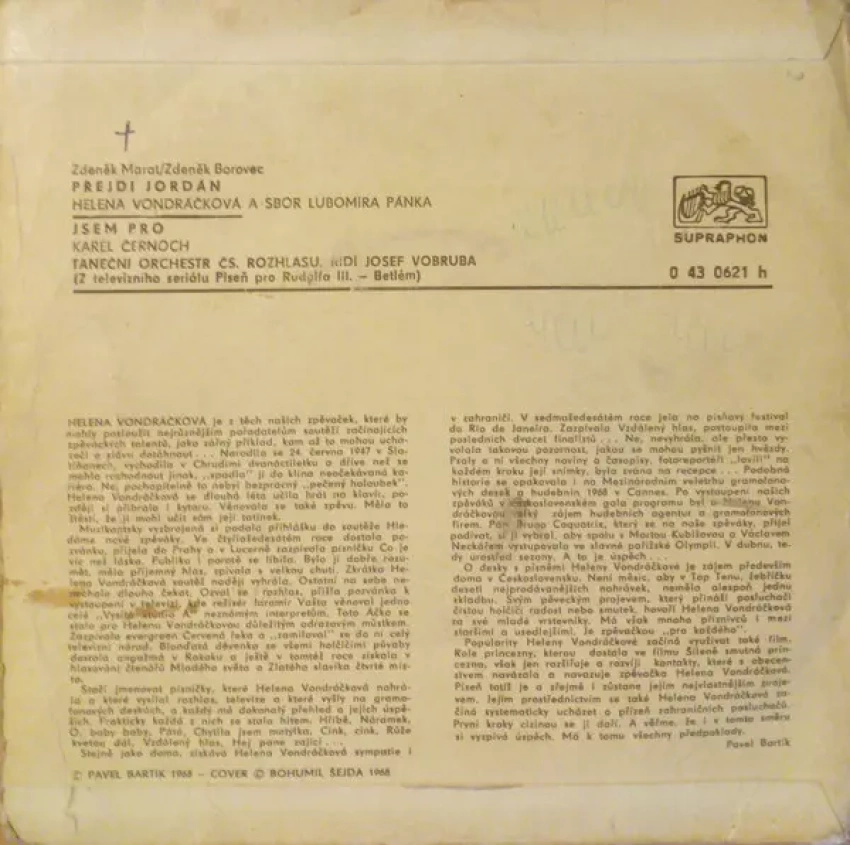 Zdeněk Marat/Zdeněk Borovec
PŘEJDI JORDÁN
HELENA VONDRÁČKOVÁ A SBOR LUBOMÍRA PÁNKA
JSEM PRO
KAREL ČERNOCH
TANEČNÍ ORCHESTR ČS. ROZHLASU, ŘÍDÍ JOSEF VOBRUBA
(Z televizního seriálu Píseň pro Rudolfa III. – Betlém)
SUPRAPHON
0 43 0621 h
HELENA VONDRÁČKOVÁ je z těch našich zpěvaček, které by
mohly posloužit nejrůznějším pořadatelům soutěží začínajících
zpěváckých talentů, jako zářný příklad, kam až to mohou ucha-
zeči o slávu dotáhnout . . . Narodila se 24. června 1947 v Sla-
tiňanech, vychodila v Chrudimi dvanáctiletku a dříve než se
mohla rozhodnout jinak, „spadla" jí do klína neočekávaná ka-
riéra. Ne, pochopitelně to nebyl bezpracný „pečený holoubek".
Helena Vondráčková se dlouhá léta učila hrát na klavír, po-
zději si přibrala i kytaru. Věnovala se také zpěvu. Měla to
štěstí, že ji mohl učit sám její tatínek.
Muzikantsky vyzbrojená si podala přihlášku do soutěže Hle-
dáme nové zpěváky. Ve čtyřiašedesátém roce dostala po-
zvánku, přijela do Prahy a v Lucerně zazpívala písničku Co je
víc než láska. Publiku i porotě se líbila. Bylo jí dobře rozu-
mět, měla příjemný hlas, zpívala s velkou chutí. Zkrátka He-
lena Vondráčková soutěž nadějí vyhrála. Ostatní na sebe ne-
nechalo dlouho čekat. Ozval se rozhlas, přišla pozvánka k
vystoupení v televizi, kde režisér Jaromír Vašta věnoval jedno
celé „Vysílá studio A" neznámým interpretům. Toto Áčko se
stalo pro Helenu Vondráčkovou důležitým odrazovým můstkem.
Zazpívala evergreen Červená řeka a „zamiloval" se do ní celý
televizní národ. Blonďatá děvenka se všemi holčičími půvaby
dostala angažmá v Rokoku a ještě v tomtéž roce získala v
hlasování čtenářů Mladého světa o Zlatého slavíka čtvrté mís-
to.
Stačí jmenovat písničky, které Helena Vondráčková nahrá-
la a které vysílal rozhlas, televize a které vyšly na gramo-
fonových deskách, a každý má dokonalý přehled o jejích úspě-
ších. Prakticky každá z nich se stala hitem. Hříbě, Náramek,
Ó, baby baby, Pává, Chytila jsem motýlka, Cink, cink, Růže
kvetou dál, Vzdálený hlas, Hej pane zajíci . . .
Stejně jako doma, získává Helena Vondráčková sympatie i
v zahraničí. V sedmašedesátém roce jela na písňový festival
do Rio de Janeiro. Zazpívala Vzdálený hlas, postoupila mezi
posledních dvacet finalistů . . . Ne, nevyhrála, ale přesto vy-
volala takovou pozornost, jakou se mohou pyšnit jen hvězdy.
Psaly o ní všechny noviny a časopisy, fotoreportéři „lovili" na
každém kroku její snímky, byla zvána na recepce . . . Podobná
historie se opakovala i na Mezinárodním veletrhu gramofono-
vých desek a hudebnin 1968 v Cannes. Po vystoupení našich
zpěváků v československém gala programu byl o Helenu Von-
dráčkovou velký zájem hudebních agentur a gramofonových
firem. Pán Bruno Coquatrix, který se na naše zpěváky, přijel
podívat, si ji vybral, aby spolu s Martou Kubišovou a Václavem
Neckářem vystupovala ve slavné pařížské Olympii. V dubnu, te-
dy uprostřed sezony. A to je úspěch . . .
O desky s písněmi Heleny Vondráčkové je zájem především
doma v Československu. Není měsíc, aby v Top Tenu, žebříčku
deseti nejprodávanějších nahrávek, neměla alespoň jednu
skladbu. Svým pěveckým projevem, který přináší posluchači
čistou holčičí radost nebo smutek, hovoří Helena Vondráčková
za své mladé vrstevníky. Má však mnoho příznivců i mezi
staršími a usedlejšími. Je zpěvačkou „pro každého".
Popularity Heleny Vondráčkové začíná využívat také film.
Role princezny, kterou dostala ve filmu Šíleně smutná prin-
cezna, však jen rozšiřuje a rozvíjí kontakty, které s obecen-
stvem navázala a navazuje zpěvačka Helena Vondráčková.
Píseň totiž je a zřejmě i zůstane jejím nejvlastnějším proje-
vem. Jejím prostřednictvím se také Helena Vondráčková za-
číná systematicky ucházet o přízeň zahraničních posluchačů.
První kroky cizinou se jí daří. A věřme, že i v tomto směru
si vyzpívá úspěch. Má k tomu všechny předpoklady.
Pavel Bartík
© PAVEL BARTÍK 1968 – COVER © BOHUMIL ŠEJDA 1968